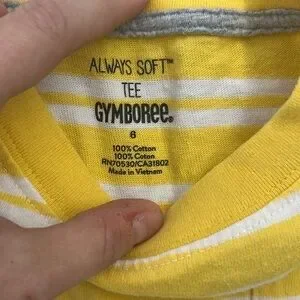 ALWAYS SOFT™
TEE
GYMBOREE®
6
100% Cotton
100% Coton
RN70530/CA31802
Made in Vietnam